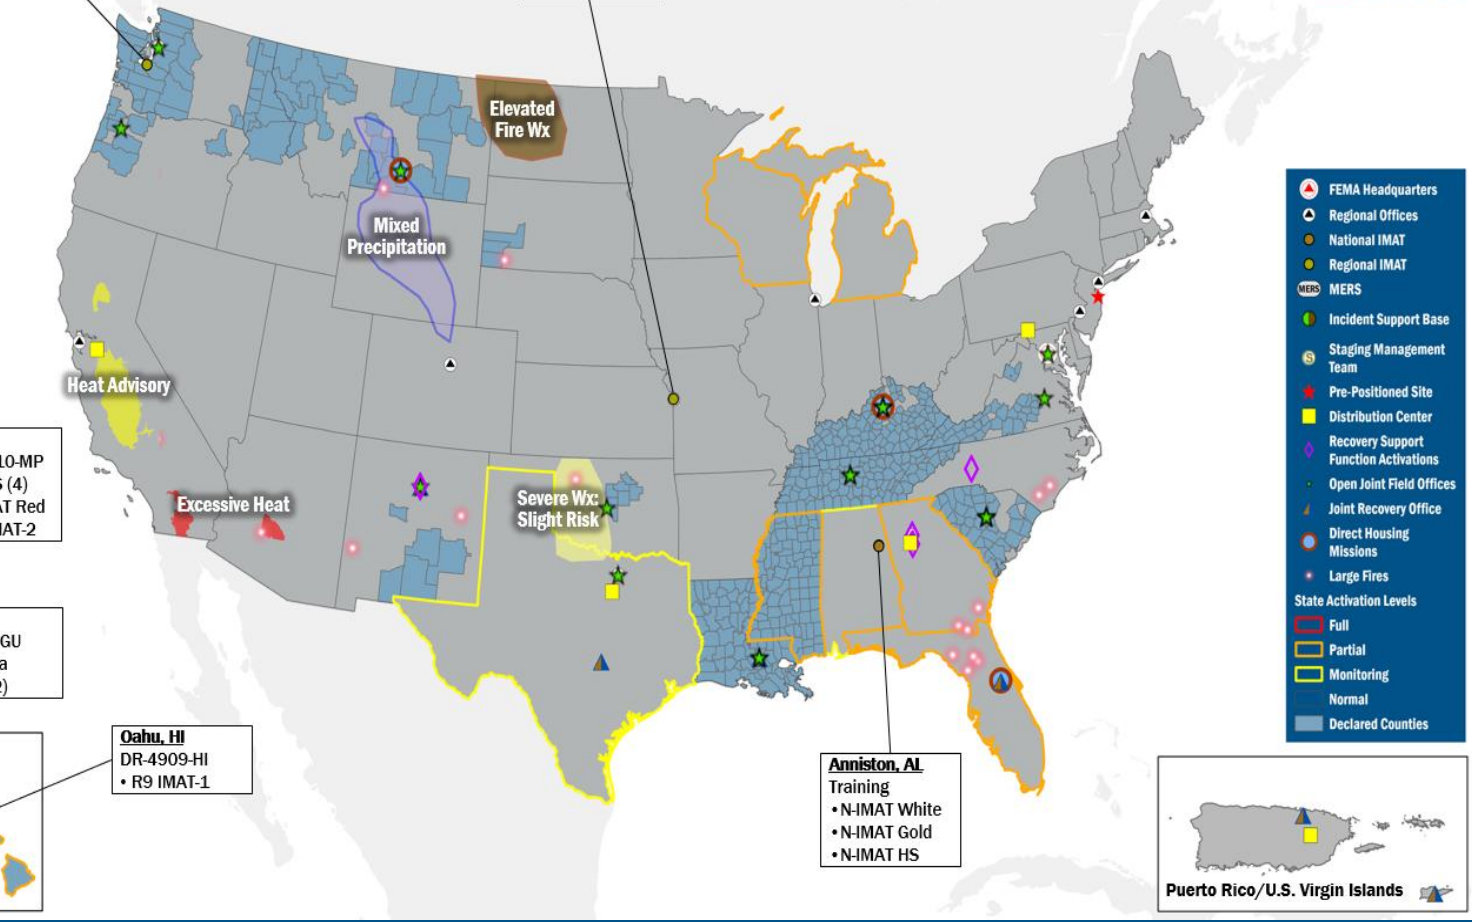 Elevated
Fire Wx
Mixed
Precipitation
Heat Advisory
Excessive Heat
Severe Wx:
Slight Risk
10-MP
(4)
Red
MAT-2
GU
Oahu, HI
DR-4909-HI
• R9 IMAT-1
Anniston, AL
Training
• N-IMAT White
• N-IMAT Gold
• N-IMAT HS
FEMA Headquarters
Regional Offices
National IMAT
Regional IMAT
MERS MERS
Incident Support Base
S Staging Management
Team
Pre-Positioned Site
Distribution Center
Recovery Support
Function Activations
Open Joint Field Offices
Joint Recovery Office
Direct Housing
Missions
Large Fires
State Activation Levels
Full
Partial
Monitoring
Normal
Declared Counties
Puerto Rico/U.S. Virgin Islands